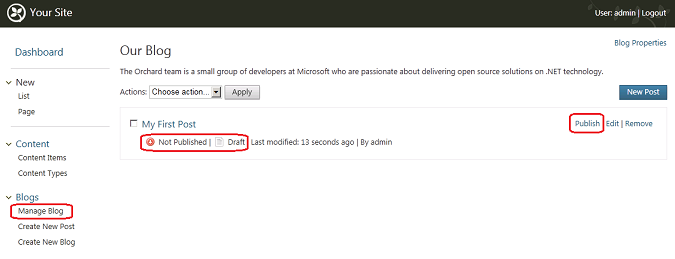 Your Site
User: admin | Logout
Dashboard
New
List
Page
Content
Content Items
Content Types
Blogs
Manage Blog
Create New Post
Create New Blog
Our Blog
Blog Properties
The Orchard team is a small group of developers at Microsoft who are passionate about delivering open source solutions on .NET technology.
Actions: Choose action... Apply
New Post
My First Post
Publish | Edit | Remove
Not Published | Draft Last modified: 13 seconds ago | By admin